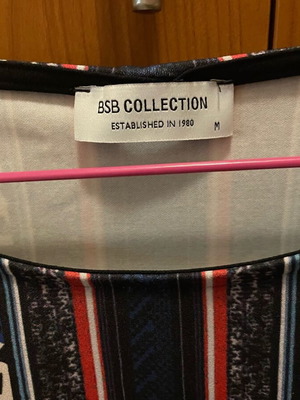 BSB COLLECTION
ESTABLISHED IN 1980 M